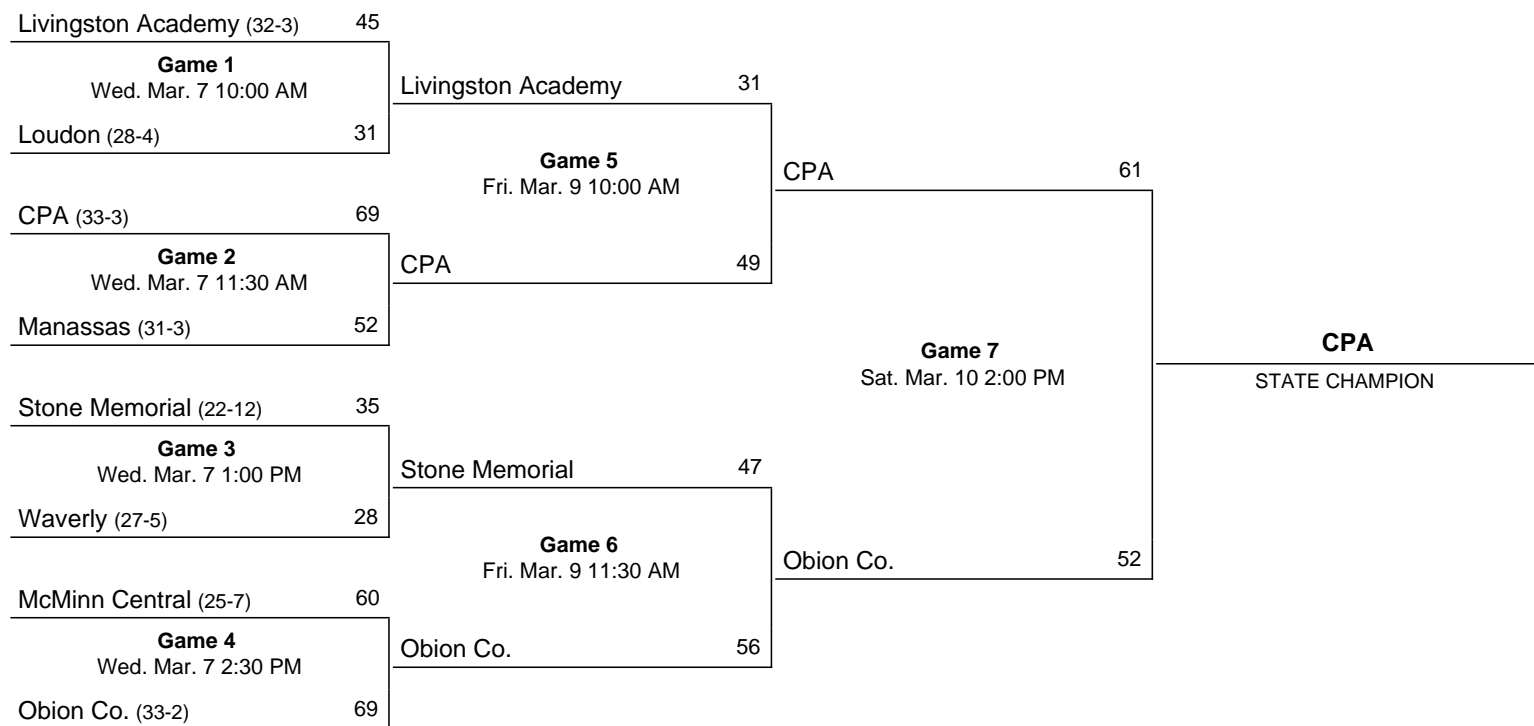 Livingston Academy (32-3) 45
Game 1
Wed. Mar. 7 10:00 AM
Loudon (28-4) 31
CPA (33-3) 69
Game 2
Wed. Mar. 7 11:30 AM
Manassas (31-3) 52
Stone Memorial (22-12) 35
Game 3
Wed. Mar. 7 1:00 PM
Waverly (27-5) 28
McMinn Central (25-7) 60
Game 4
Wed. Mar. 7 2:30 PM
Obion Co. (33-2) 69
Livingston Academy 31
Game 5
Fri. Mar. 9 10:00 AM
CPA 49
Stone Memorial 47
Game 6
Fri. Mar. 9 11:30 AM
Obion Co. 56
CPA 61
Game 7
Sat. Mar. 10 2:00 PM
Obion Co. 52
CPA
STATE CHAMPION